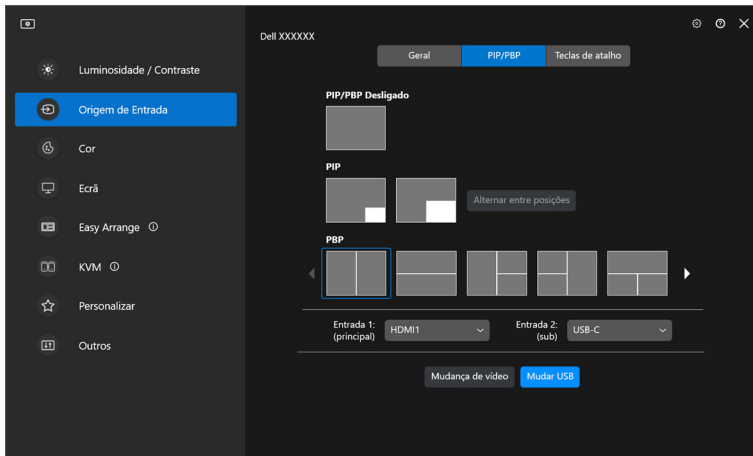 Dell XXXXXX
Geral
PIP/PBP
Teclas de atalho
Luminosidade / Contraste
Origem de Entrada
Cor
Ecrã
Easy Arrange
KVM
Personalizar
Outros
PIP/PBP Desligado
PIP
Alternar entre posições
PBP
Entrada 1:
(principal)
HDMI1
Entrada 2:
(sub)
USB-C
Mudança de vídeo
Mudar USB